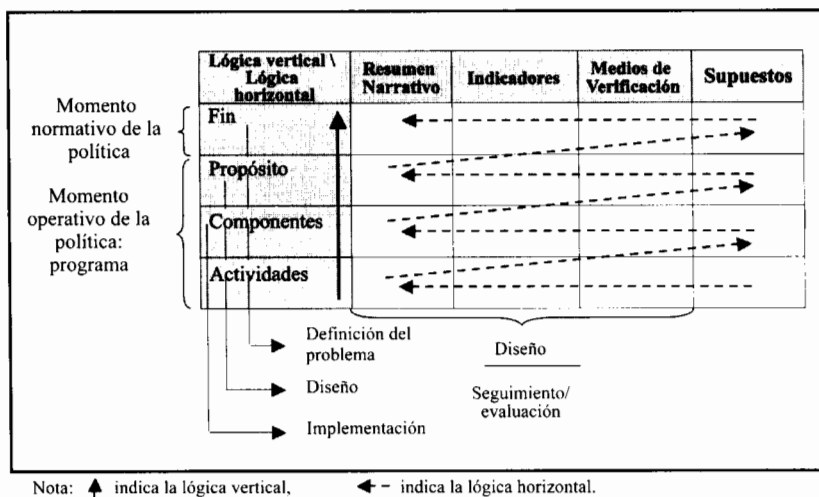 Lógica vertical \
Lógica
horizontal
Resumen
Narrativo
Indicadores
Medios de
Verificación
Supuestos
Momento
normativo de la
política
Fin
Momento
operativo de la
política:
programa
Propósito
Componentes
Actividades
Definición del
problema
Diseño
Implementación
Diseño
Seguimiento/
evaluación
Nota: indica la lógica vertical, indica la lógica horizontal.